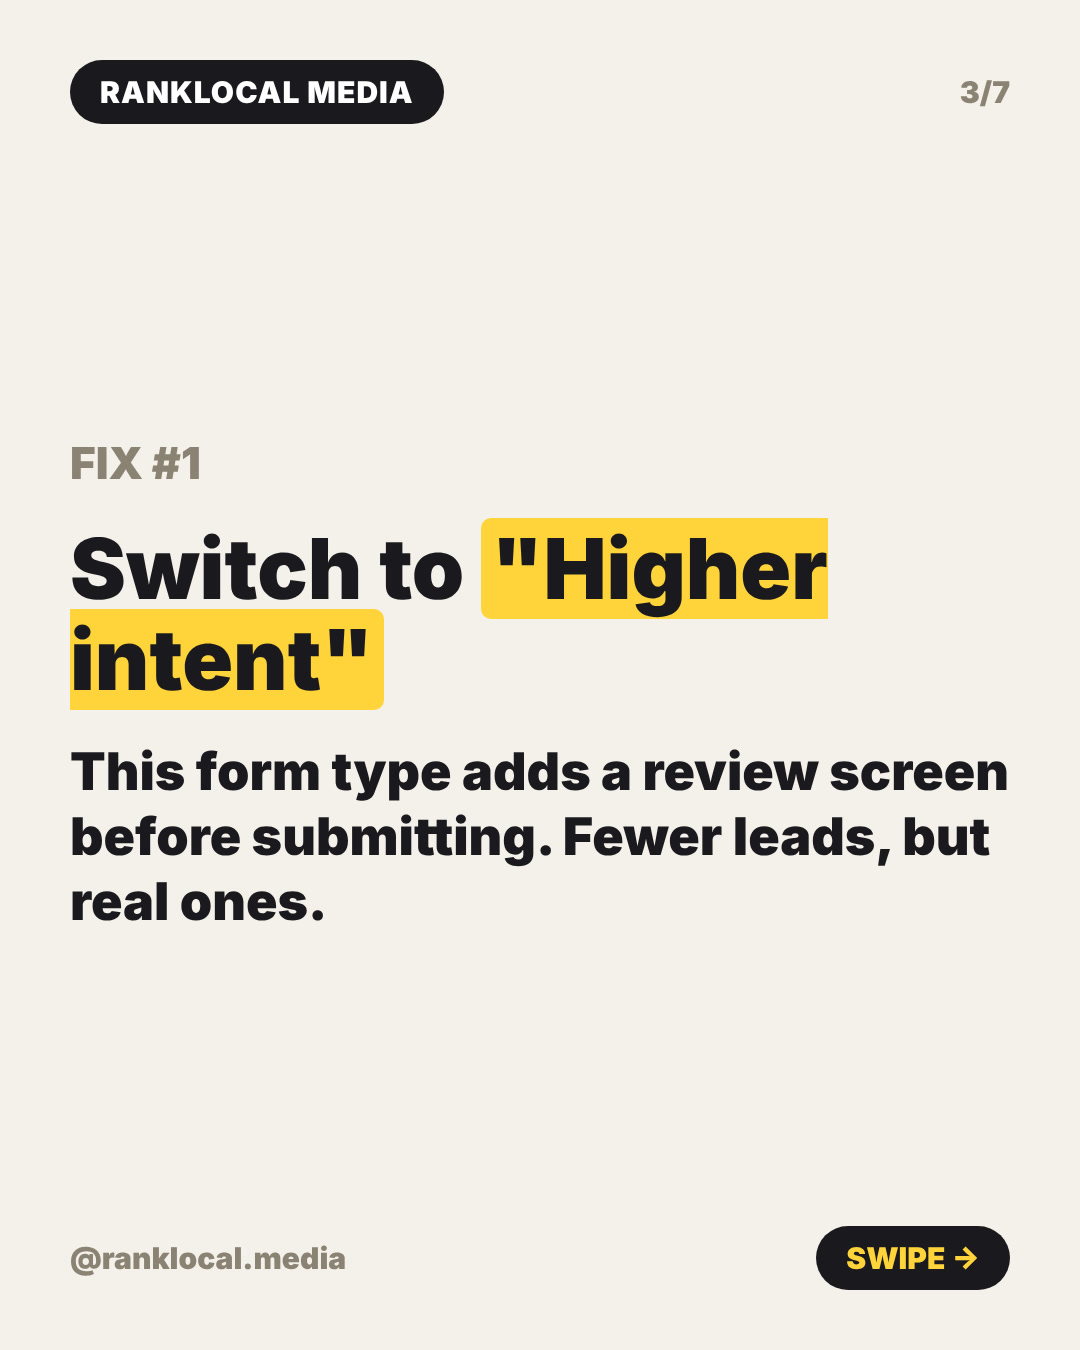 RANKLOCAL MEDIA
3/7
FIX #1
Switch to "Higher
intent"
This form type adds a review screen
before submitting. Fewer leads, but
real ones.
@ranklocal.media
SWIPE →